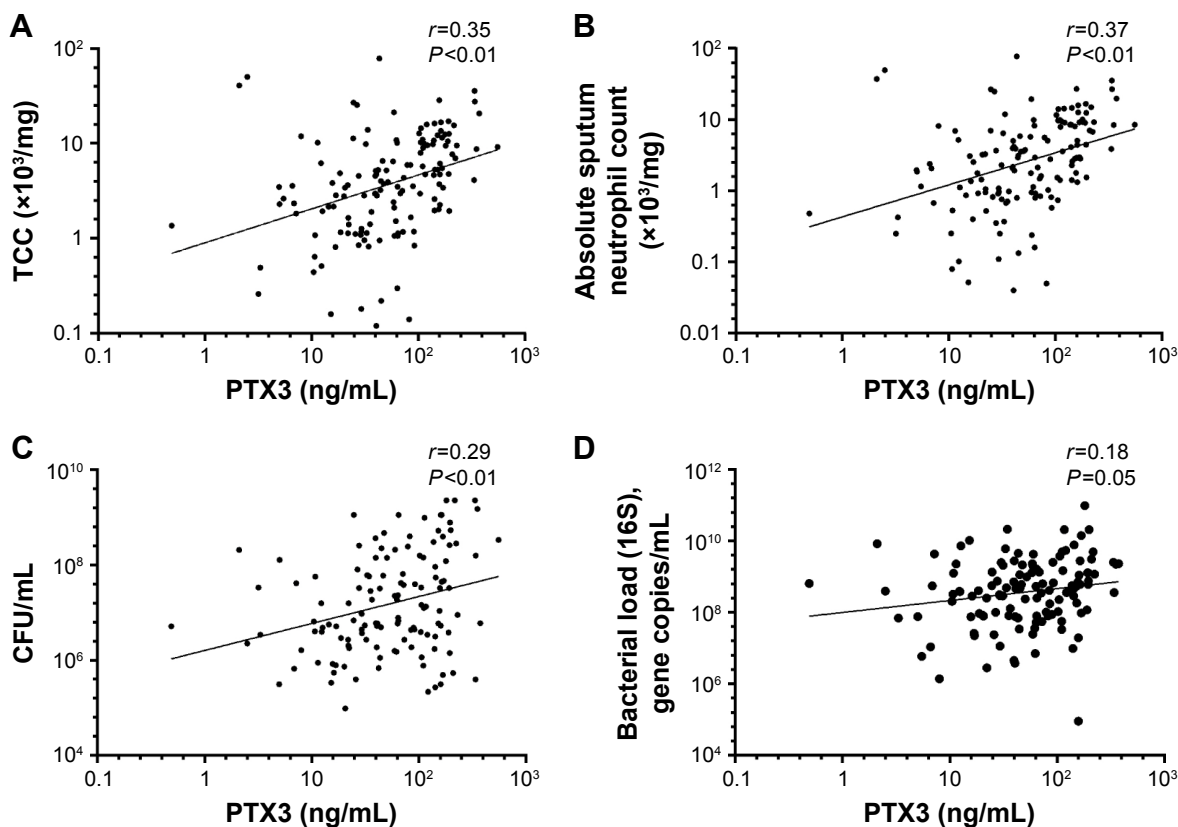 A
r=0.35
P<0.01
TCC (×10³/mg)
10²
10
1
0.1
0.1 1 10 10² 10³
PTX3 (ng/mL)
B
r=0.37
P<0.01
Absolute sputum
neutrophil count
(×10³/mg)
10²
10
1
0.1
0.01
0.1 1 10 10² 10³
PTX3 (ng/mL)
C
r=0.29
P<0.01
CFU/mL
10¹⁰
10⁸
10⁶
10⁴
0.1 1 10 10² 10³
PTX3 (ng/mL)
D
r=0.18
P=0.05
Bacterial load (16S),
gene copies/mL
10¹²
10¹⁰
10⁸
10⁶
10⁴
0.1 1 10 10² 10³
PTX3 (ng/mL)